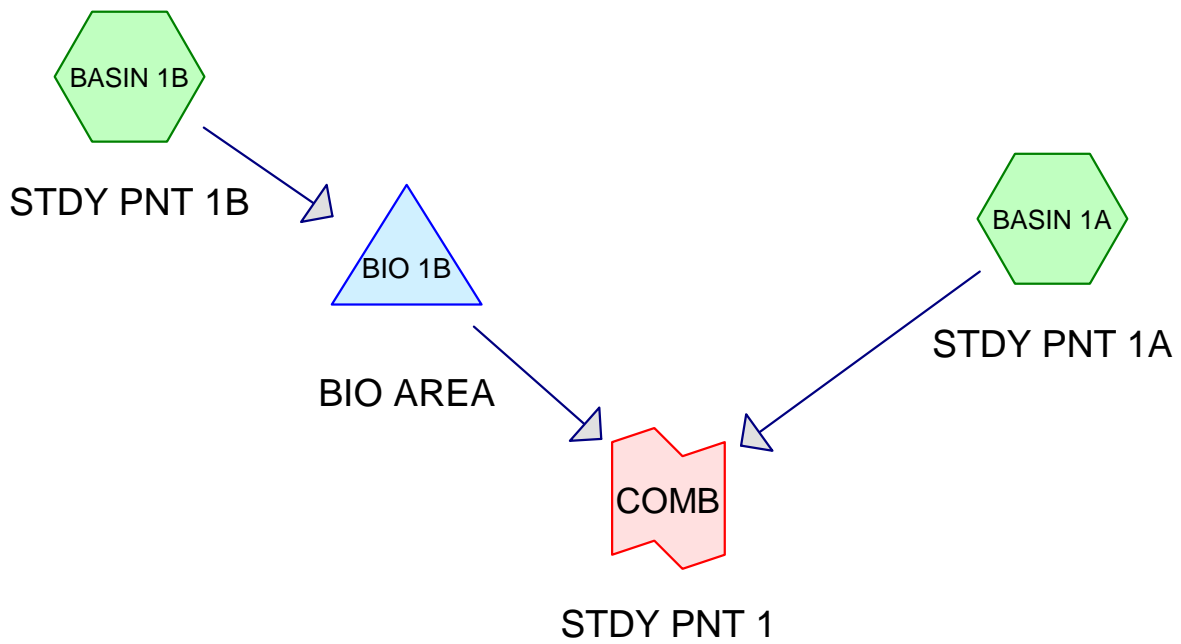 BASIN 1B
STDY PNT 1B
BASIN 1A
BIO 1B
STDY PNT 1A
BIO AREA
COMB
STDY PNT 1